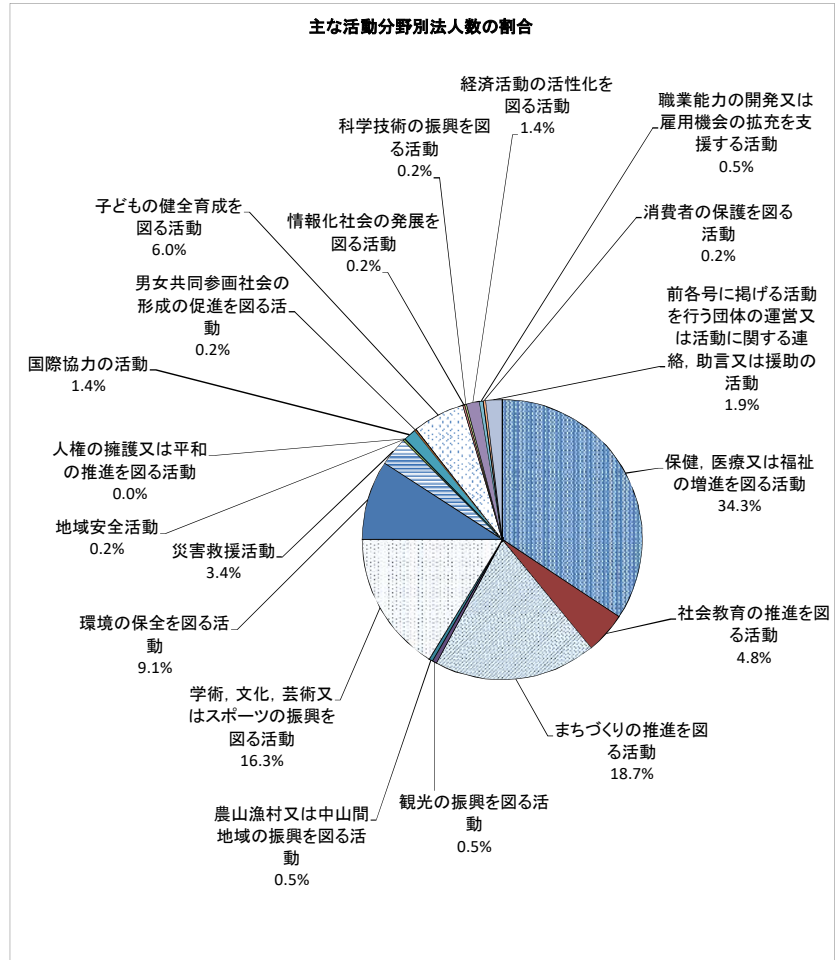 主な活動分野別法人数の割合
経済活動の活性化を
図る活動
1.4%
職業能力の開発又は
雇用機会の拡充を支
援する活動
0.5%
科学技術の振興を図
る活動
0.2%
子どもの健全育成を
図る活動
6.0%
情報化社会の発展を
図る活動
0.2%
消費者の保護を図る
活動
0.2%
男女共同参画社会の
形成の促進を図る活
動
0.2%
前各号に掲げる活動
を行う団体の運営又
は活動に関する連
絡，助言又は援助の
活動
1.9%
国際協力の活動
1.4%
人権の擁護又は平和
の推進を図る活動
0.0%
保健，医療又は福祉
の増進を図る活動
34.3%
地域安全活動
0.2%
災害救援活動
3.4%
環境の保全を図る活
動
9.1%
社会教育の推進を図
る活動
4.8%
学術，文化，芸術又
はスポーツの振興を
図る活動
16.3%
まちづくりの推進を図
る活動
18.7%
観光の振興を図る活
動
0.5%
農山漁村又は中山間
地域の振興を図る活
動
0.5%